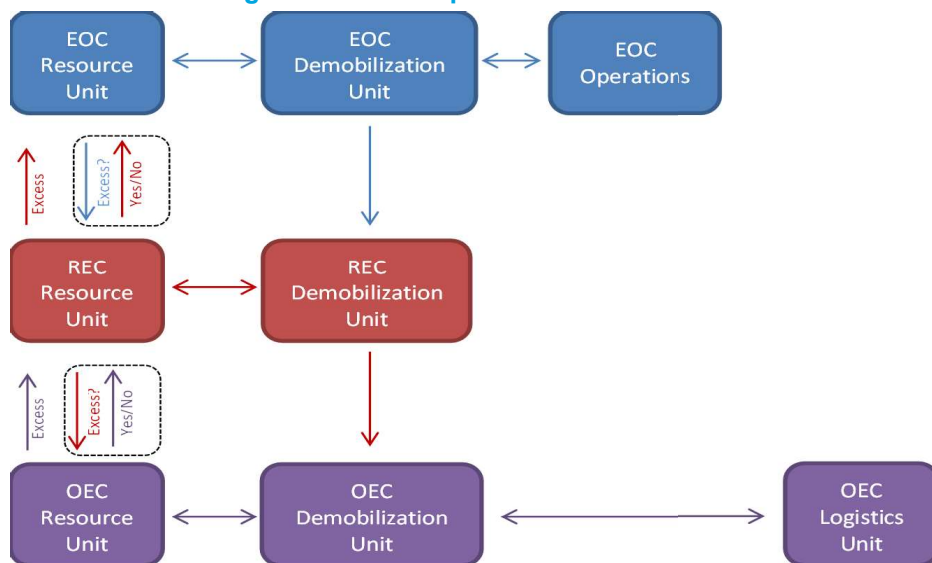 EOC
Resource
Unit
EOC
Demobilization
Unit
EOC
Operations
Excess
Excess?
Yes/No
REC
Resource
Unit
REC
Demobilization
Unit
Excess
Excess?
Yes/No
OEC
Resource
Unit
OEC
Demobilization
Unit
OEC
Logistics
Unit